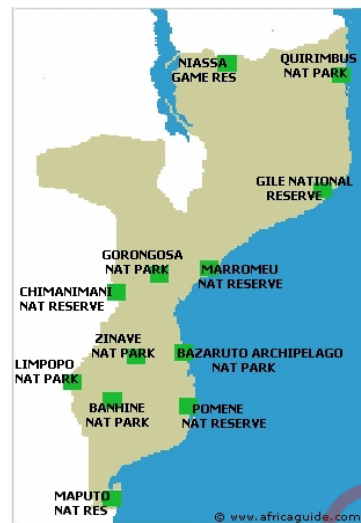 NIASSA
GAME RES
QUIRIMBUS
NAT PARK
GILE NATIONAL
RESERVE
GORONGOSA
NAT PARK
MARROMEU
NAT RESERVE
CHIMANIMANI
NAT RESERVE
ZINAVE
NAT PARK
BAZARUTO ARCHIPELAGO
NAT PARK
LIMPOPO
NAT PARK
BANHINE
NAT PARK
POMENE
NAT RESERVE
MAPUTO
NAT RES
© www.africaguide.com